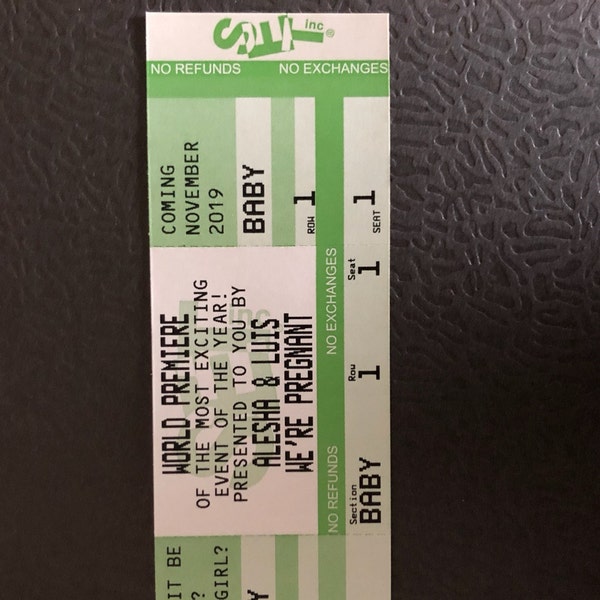 inc
NO REFUNDS NO EXCHANGES
COMING
NOVEMBER
2019
BABY
ROW 1
SEAT 1
WORLD PREMIERE
OF THE MOST EXCITING
EVENT OF THE YEAR!
PRESENTED TO YOU BY
ALESHA & LUIS
WE'RE PREGNANT
NO REFUNDS NO EXCHANGES
Section
BABY
Row
1
Seat
1
IT BE
GIRL?